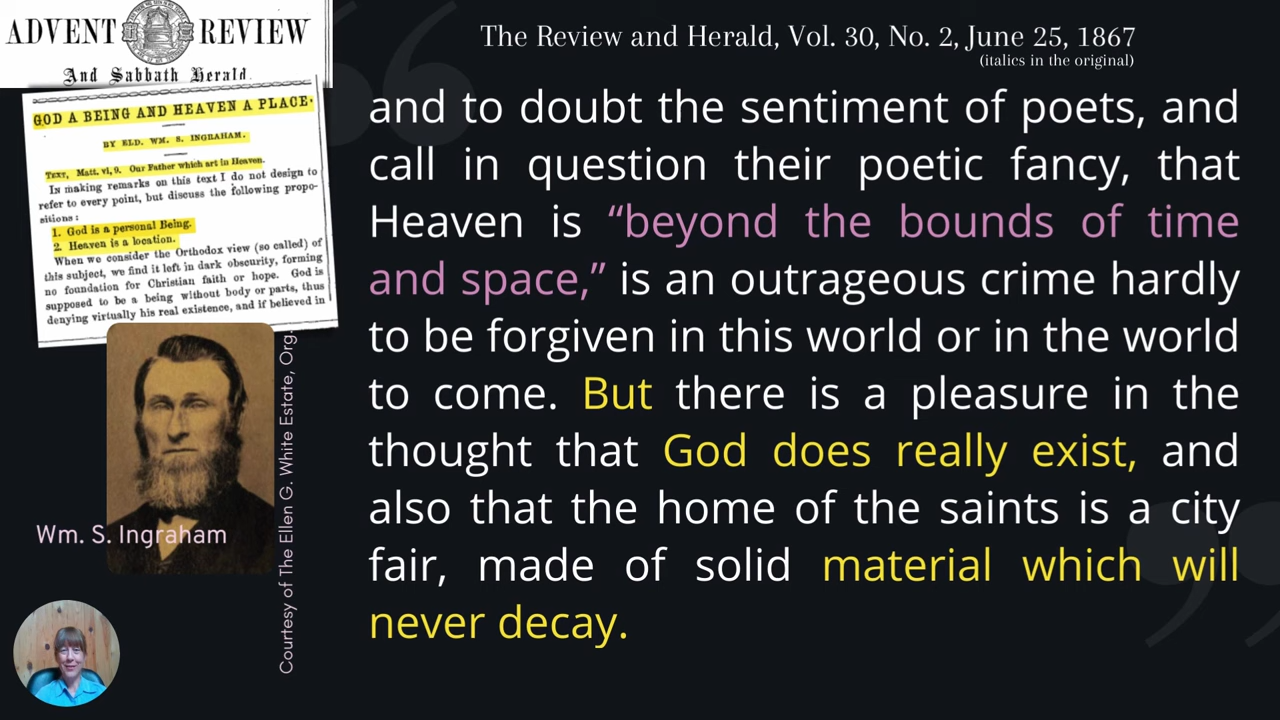 ADVENT REVIEW
And Sabbath Herald.
GOD A BEING AND HEAVEN A PLACE.
BY ELD. WM. S. INGRAHAM.
TEXT, Matt. vi, 9. Our Father which art in Heaven.
In making remarks on this text I do not design to
refer to every point, but discuss the following propo-
sitions :
1. God is a personal Being.
2. Heaven is a location.
When we consider the Orthodox view (so called) of
this subject, we find it left in dark obscurity, forming
no foundation for Christian faith or hope. God is
supposed to be a being without body or parts, thus
denying virtually his real existence, and if believed in
Wm. S. Ingraham
Courtesy of The Ellen G. White Estate, Org.
The Review and Herald, Vol. 30, No. 2, June 25, 1867
(italics in the original)
and to doubt the sentiment of poets, and
call in question their poetic fancy, that
Heaven is “beyond the bounds of time
and space,” is an outrageous crime hardly
to be forgiven in this world or in the world
to come. But there is a pleasure in the
thought that God does really exist, and
also that the home of the saints is a city
fair, made of solid material which will
never decay.